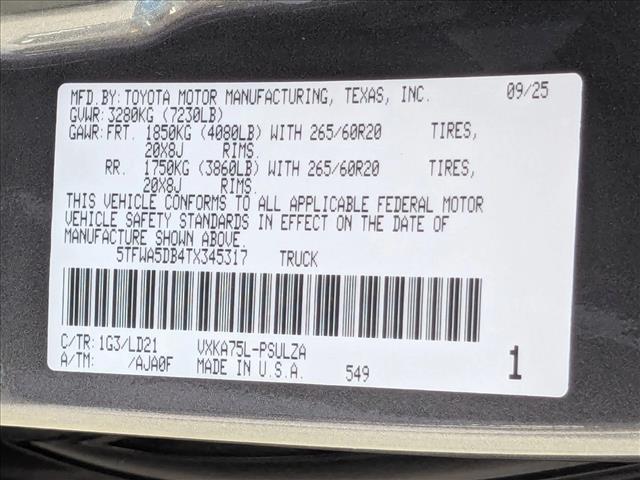 MFD.BY: TOYOTA MOTOR MANUFACTURING, TEXAS, INC. 09/25
GVWR: 3280KG (7230LB)
GAWR: FRT. 1850KG (4080LB) WITH 265/60R20 TIRES,
20X8J RIMS.
RR. 1750KG (3860LB) WITH 265/60R20 TIRES,
20X8J RIMS.
THIS VEHICLE CONFORMS TO ALL APPLICABLE FEDERAL MOTOR
VEHICLE SAFETY STANDARDS IN EFFECT ON THE DATE OF
MANUFACTURE SHOWN ABOVE.
5TFWA5DB4TX345317 TRUCK
C/TR: 1G3/LD21 VXKA75L-PSULZA
A/TM: /AJA0F MADE IN U.S.A. 549 1